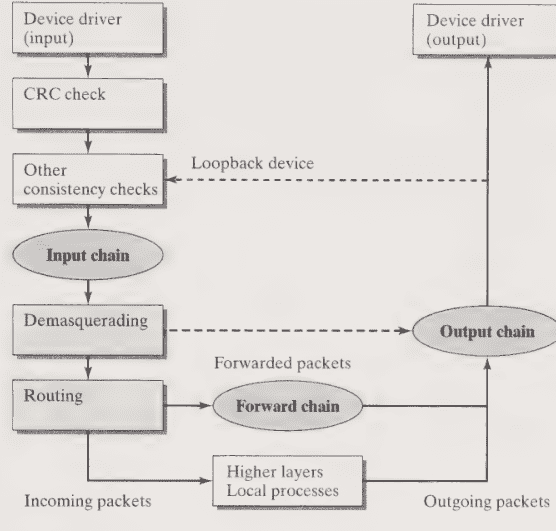 Device driver
(input)
Device driver
(output)
CRC check
Loopback device
Other
consistency checks
Input chain
Demasquerading
Output chain
Forwarded packets
Routing
Forward chain
Higher layers
Local processes
Incoming packets
Outgoing packets